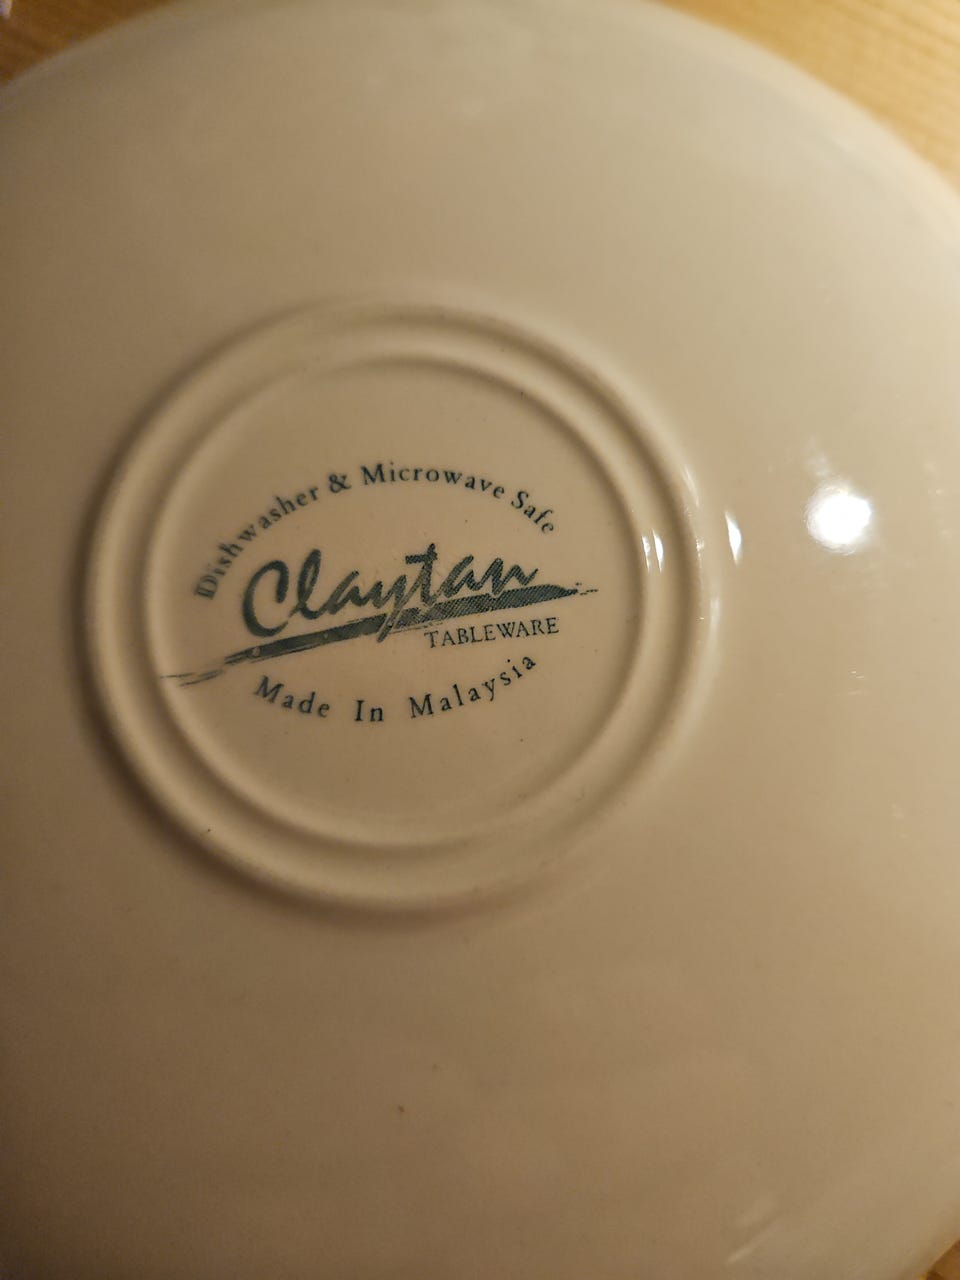 Dishwasher & Microwave Safe
Claytan
TABLEWARE
Made In Malaysia